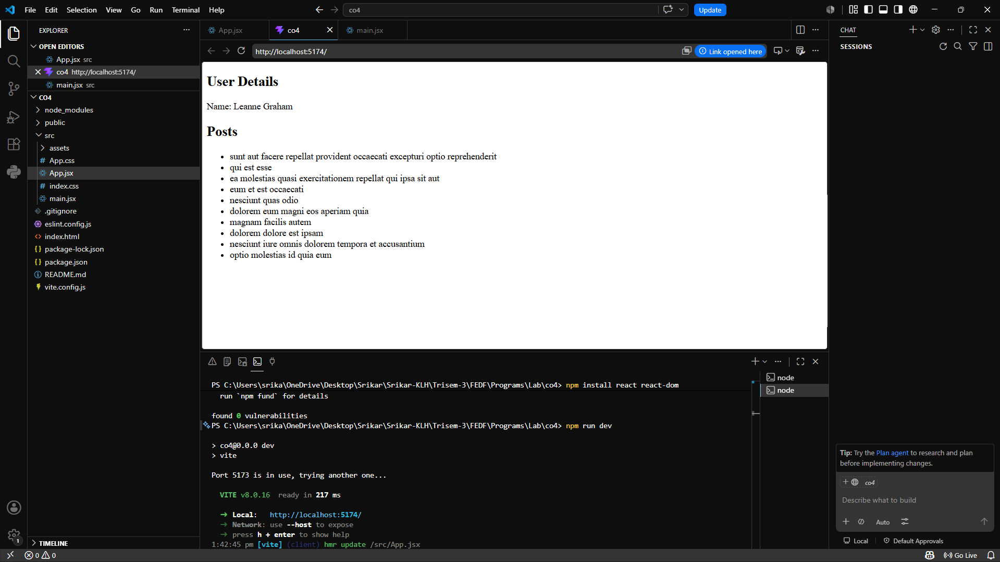 File Edit Selection View Go Run Terminal Help
co4
Update
EXPLORER
OPEN EDITORS
App.jsx src
co4 http://localhost:5174/
main.jsx src
CO4
node_modules
public
src
assets
# App.css
App.jsx
# index.css
main.jsx
.gitignore
eslint.config.js
<> index.html
{} package-lock.json
{} package.json
README.md
vite.config.js
TIMELINE
App.jsx co4 main.jsx
http://localhost:5174/
Link opened here
User Details
Name: Leanne Graham
Posts
• sunt aut facere repellat provident occaecati excepturi optio reprehenderit
• qui est esse
• ea molestias quasi exercitationem repellat qui ipsa sit aut
• eum et est occaecati
• nesciunt quas odio
• dolorem eum magni eos aperiam quia
• magnam facilis autem
• dolorem dolore est ipsam
• nesciunt iure omnis dolorem tempora et accusantium
• optio molestias id quia eum
PS C:\Users\srika\OneDrive\Desktop\Srikar\Srikar-KLH\Trisem-3\FEDF\Programs\Lab\co4> npm install react react-dom
run `npm fund` for details
found 0 vulnerabilities
PS C:\Users\srika\OneDrive\Desktop\Srikar\Srikar-KLH\Trisem-3\FEDF\Programs\Lab\co4> npm run dev
> co4@0.0.0 dev
> vite
Port 5173 is in use, trying another one...
VITE v8.0.16 ready in 217 ms
➜ Local: http://localhost:5174/
➜ Network: use --host to expose
➜ press h + enter to show help
1:42:45 pm [vite] (client) hmr update /src/App.jsx
node
node
CHAT
SESSIONS
Tip: Try the Plan agent to research and plan
before implementing changes.
co4
Describe what to build
Auto
Local
Default Approvals
1
0 0
Go Live